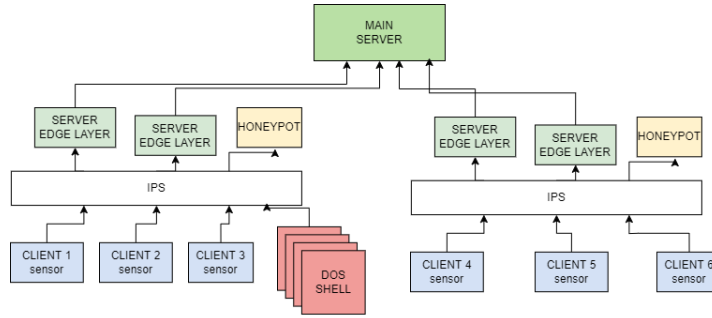 MAIN
SERVER
SERVER
EDGE LAYER
SERVER
EDGE LAYER
HONEYPOT
SERVER
EDGE LAYER
SERVER
EDGE LAYER
HONEYPOT
IPS
IPS
CLIENT 1
sensor
CLIENT 2
sensor
CLIENT 3
sensor
DOS
SHELL
CLIENT 4
sensor
CLIENT 5
sensor
CLIENT 6
sensor